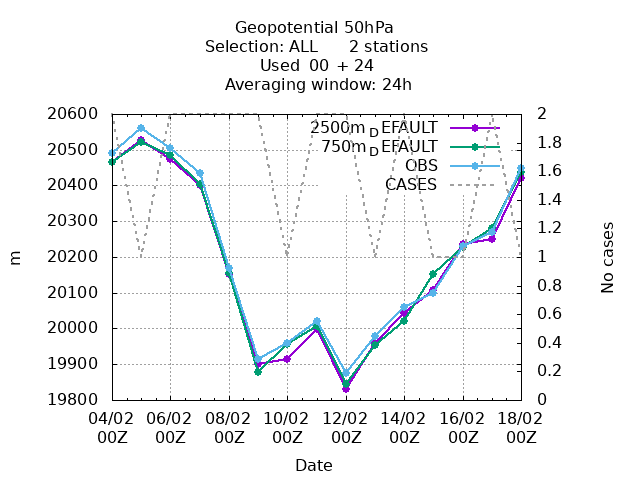 Geopotential 50hPa
Selection: ALL 2 stations
Used 00 + 24
Averaging window: 24h
20600
20500
20400
20300
20200
20100
20000
19900
19800
m
2500m_DEFAULT
750m_DEFAULT
OBS
CASES
2
1.8
1.6
1.4
1.2
1
0.8
0.6
0.4
0.2
0
No cases
04/02 06/02 08/02 10/02 12/02 14/02 16/02 18/02
00Z 00Z 00Z 00Z 00Z 00Z 00Z 00Z
Date